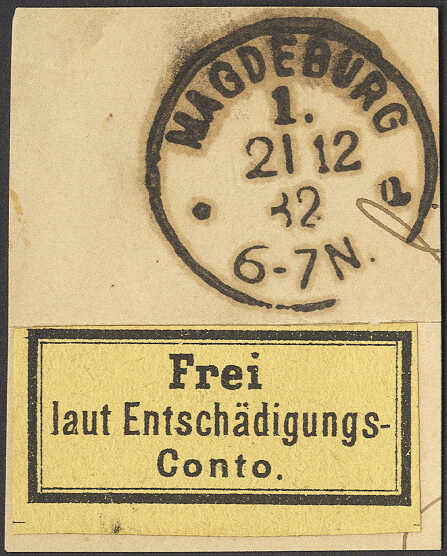 MAGDEBURG
1.
21 12
82
a
6-7N.
Frei
laut Entschädigungs-
Conto.